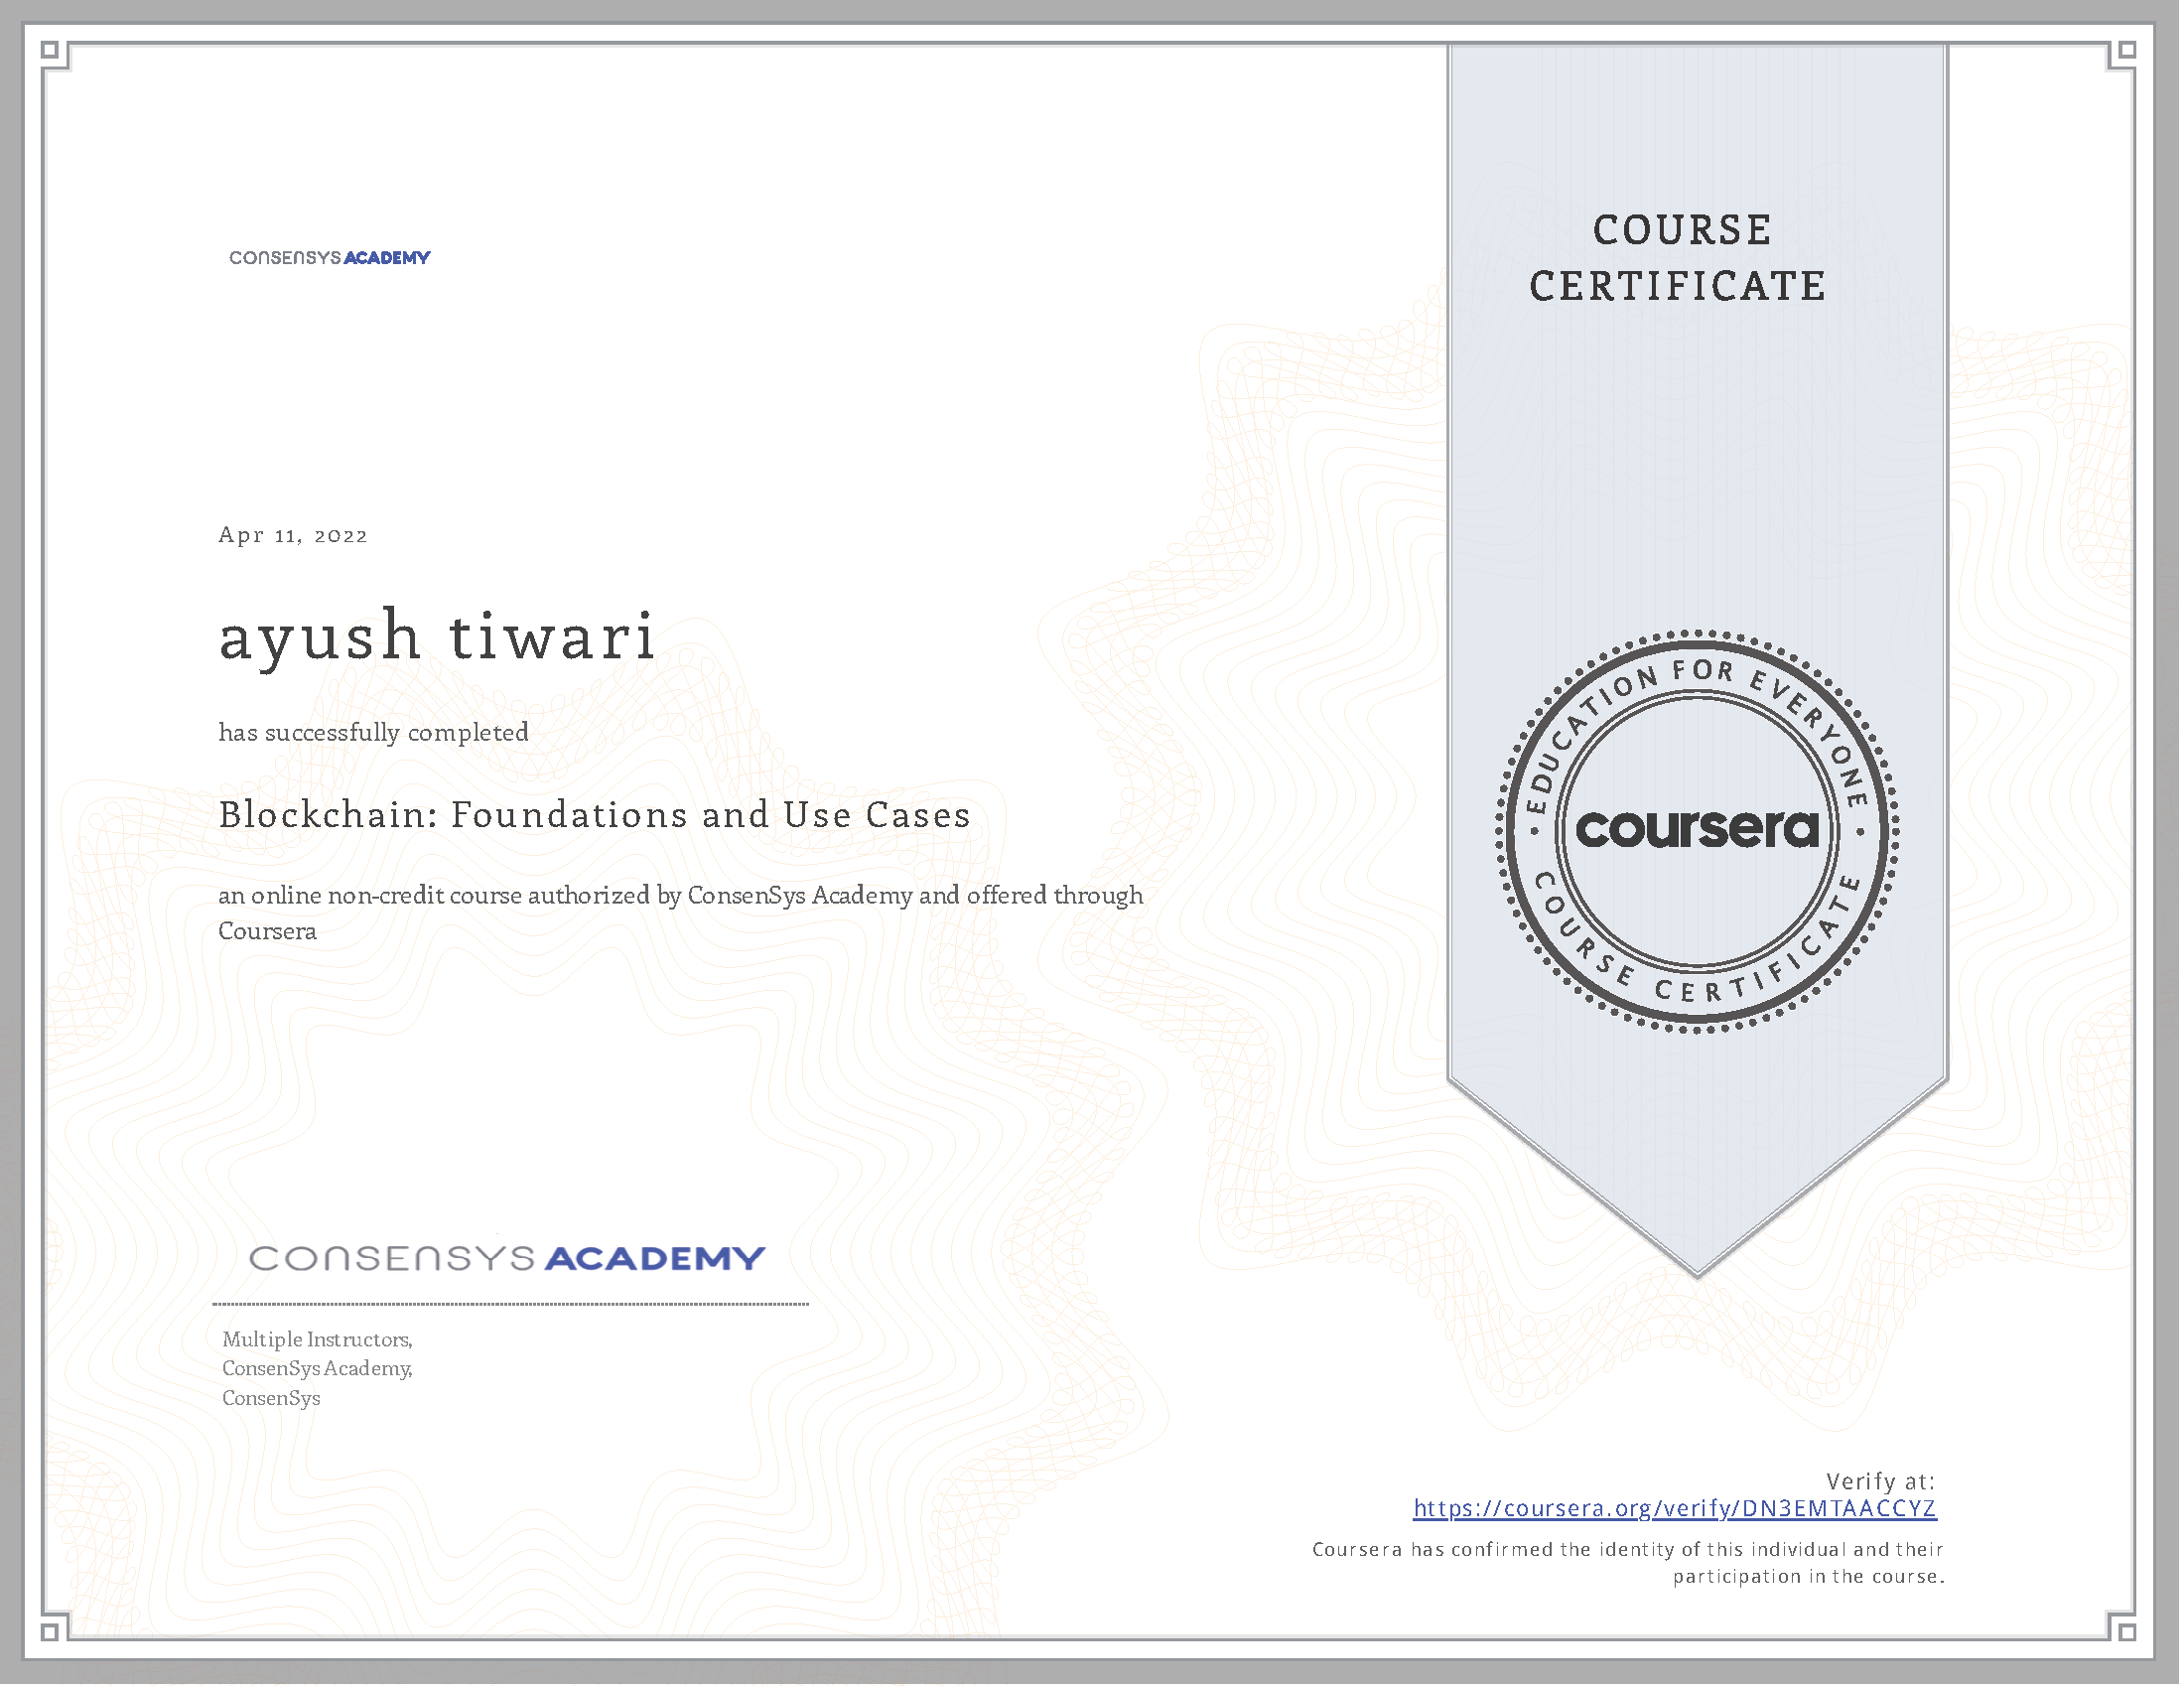 CONSENSYS ACADEMY
COURSE
CERTIFICATE
Apr 11, 2022
ayush tiwari
has successfully completed
Blockchain: Foundations and Use Cases
an online non-credit course authorized by ConsenSys Academy and offered through
Coursera
EDUCATION FOR EVERYONE
coursera
COURSE CERTIFICATE
CONSENSYS ACADEMY
Multiple Instructors,
ConsenSys Academy,
ConsenSys
Verify at:
https://coursera.org/verify/DN3EMTAACCYZ
Coursera has confirmed the identity of this individual and their
participation in the course.